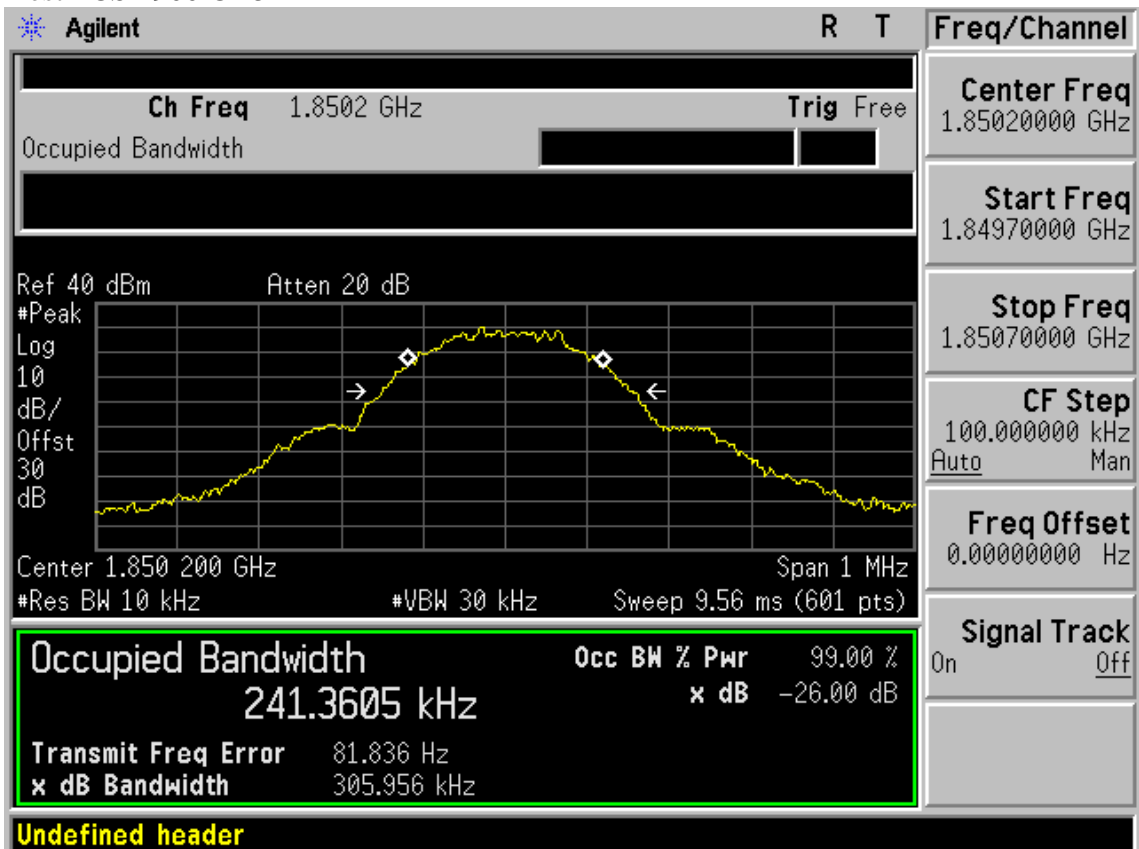 Agilent R T Freq/Channel
Ch Freq 1.8502 GHz Trig Free
Occupied Bandwidth
Center Freq
1.85020000 GHz
Start Freq
1.84970000 GHz
Stop Freq
1.85070000 GHz
CF Step
100.000000 kHz
Auto Man
Freq Offset
0.00000000 Hz
Signal Track
On Off
Ref 40 dBm Atten 20 dB
#Peak
Log
10
dB/
Offst
30
dB
Center 1.850 200 GHz Span 1 MHz
#Res BW 10 kHz #VBW 30 kHz Sweep 9.56 ms (601 pts)
Occupied Bandwidth Occ BW % Pwr 99.00 %
241.3605 kHz x dB -26.00 dB
Transmit Freq Error 81.836 Hz
x dB Bandwidth 305.956 kHz
Undefined header